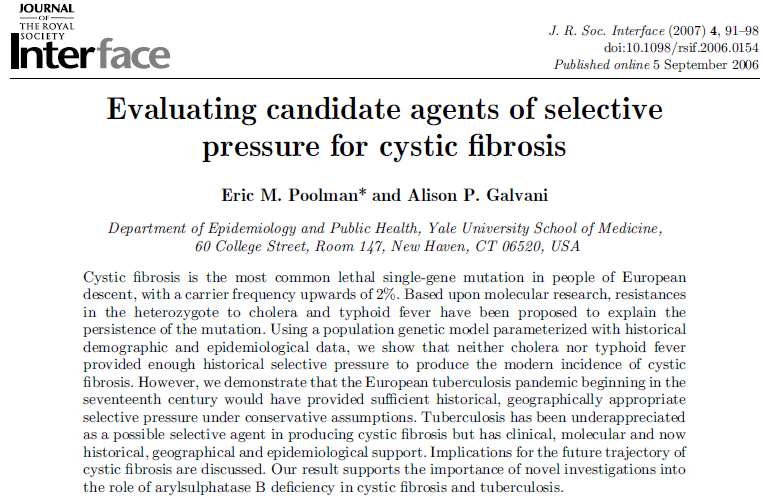 JOURNAL
OF
THE ROYAL
SOCIETY
Interface
J. R. Soc. Interface (2007) 4, 91–98
doi:10.1098/rsif.2006.0154
Published online 5 September 2006
Evaluating candidate agents of selective
pressure for cystic fibrosis
Eric M. Poolman* and Alison P. Galvani
Department of Epidemiology and Public Health, Yale University School of Medicine,
60 College Street, Room 147, New Haven, CT 06520, USA
Cystic fibrosis is the most common lethal single-gene mutation in people of European
descent, with a carrier frequency upwards of 2%. Based upon molecular research, resistances
in the heterozygote to cholera and typhoid fever have been proposed to explain the
persistence of the mutation. Using a population genetic model parameterized with historical
demographic and epidemiological data, we show that neither cholera nor typhoid fever
provided enough historical selective pressure to produce the modern incidence of cystic
fibrosis. However, we demonstrate that the European tuberculosis pandemic beginning in the
seventeenth century would have provided sufficient historical, geographically appropriate
selective pressure under conservative assumptions. Tuberculosis has been underappreciated
as a possible selective agent in producing cystic fibrosis but has clinical, molecular and now
historical, geographical and epidemiological support. Implications for the future trajectory of
cystic fibrosis are discussed. Our result supports the importance of novel investigations into
the role of arylsulphatase B deficiency in cystic fibrosis and tuberculosis.